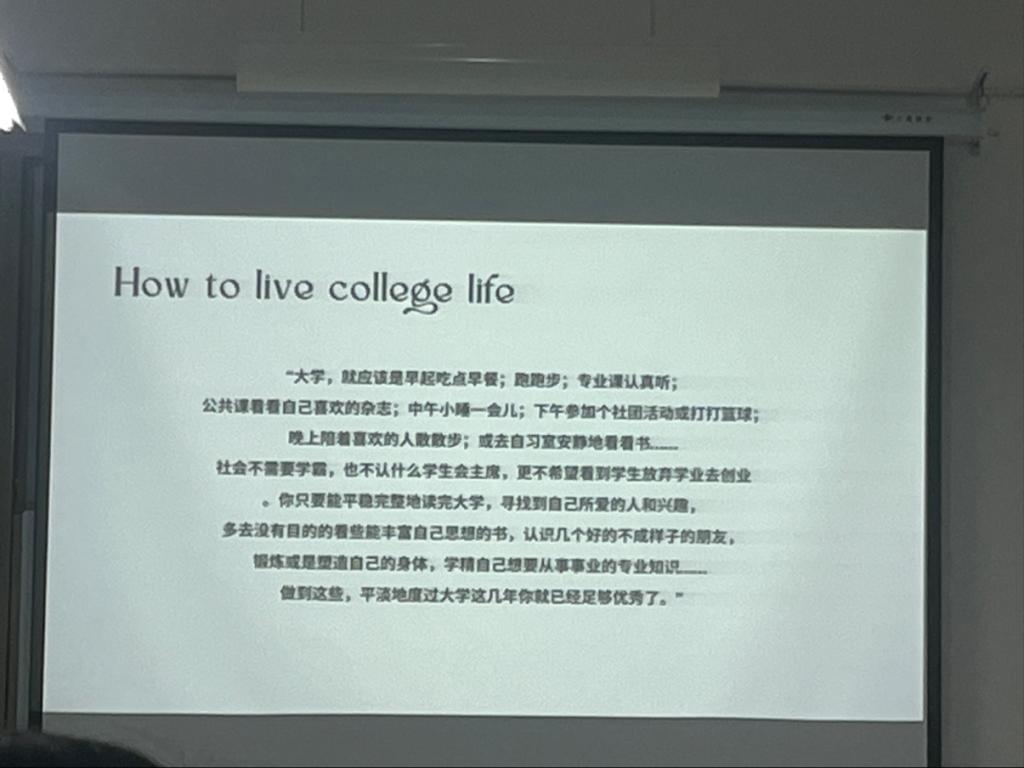 How to live college life
“大学，就应该是早起吃点早餐；跑跑步；专业课认真听；
公共课看看自己喜欢的杂志；中午小睡一会儿；下午参加个社团活动或打打篮球；
晚上陪着喜欢的人散散步；或去自习室安静地看看书......
社会不需要学霸，也不认什么学生会主席，更不希望看到学生放弃学业去创业
。你只要能平稳完整地读完大学，寻找到自己所爱的人和兴趣，
多去没有目的的看些能丰富自己思想的书，认识几个好的不成样子的朋友，
锻炼或是塑造自己的身体，学精自己想要从事事业的专业知识......
做到这些，平淡地度过大学这几年你就已经足够优秀了。”